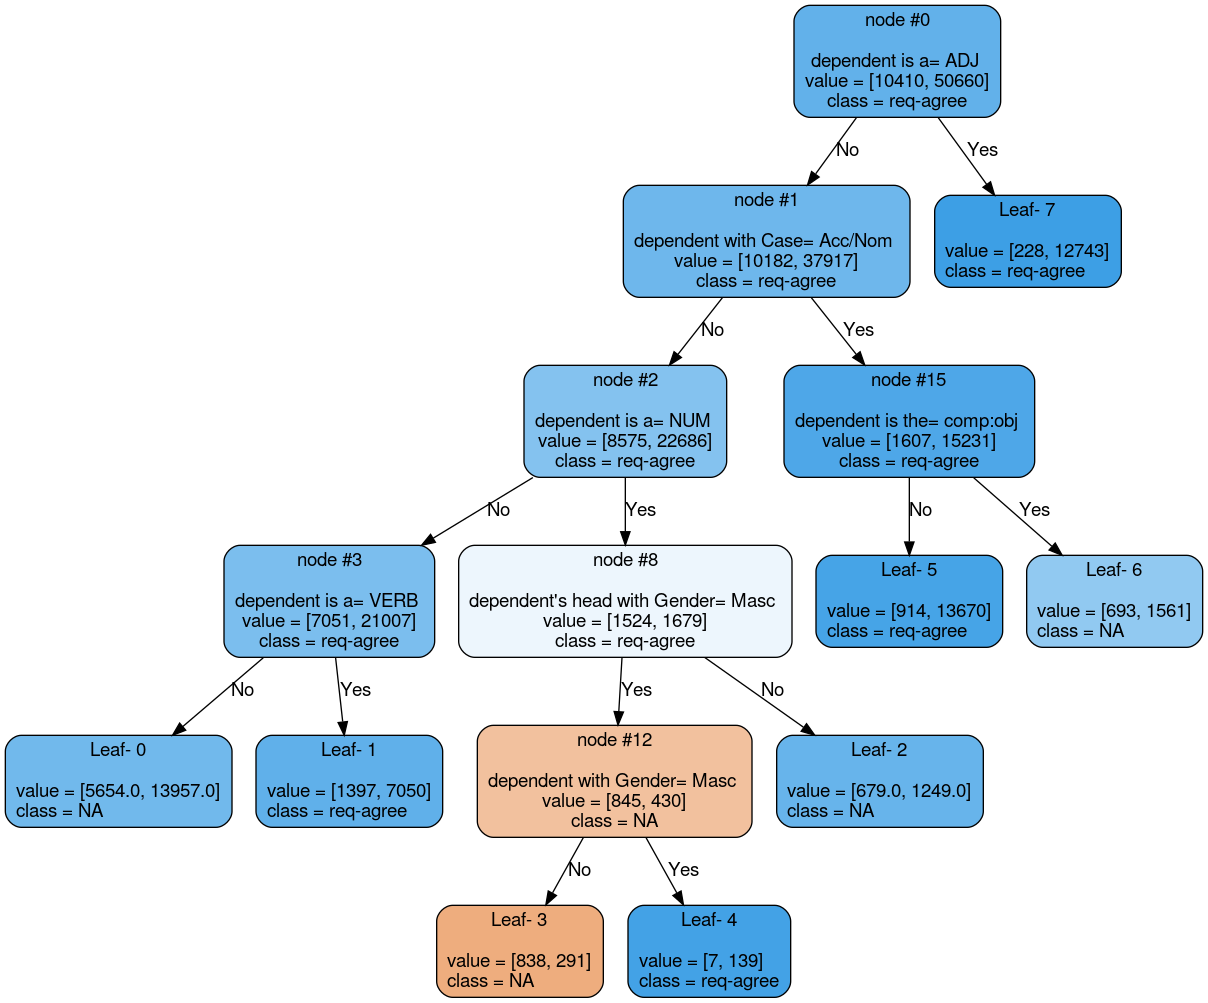 node #0
dependent is a= ADJ
value = [10410, 50660]
class = req-agree
No
Yes
node #1
dependent with Case= Acc/Nom
value = [10182, 37917]
class = req-agree
Leaf- 7
value = [228, 12743]
class = req-agree
No
Yes
node #2
dependent is a= NUM
value = [8575, 22686]
class = req-agree
node #15
dependent is the= comp:obj
value = [1607, 15231]
class = req-agree
No
Yes
No
Yes
node #3
dependent is a= VERB
value = [7051, 21007]
class = req-agree
node #8
dependent's head with Gender= Masc
value = [1524, 1679]
class = req-agree
Leaf- 5
value = [914, 13670]
class = req-agree
Leaf- 6
value = [693, 1561]
class = NA
No
Yes
Yes
No
Leaf- 0
value = [5654.0, 13957.0]
class = NA
Leaf- 1
value = [1397, 7050]
class = req-agree
node #12
dependent with Gender= Masc
value = [845, 430]
class = NA
Leaf- 2
value = [679.0, 1249.0]
class = NA
No
Yes
Leaf- 3
value = [838, 291]
class = NA
Leaf- 4
value = [7, 139]
class = req-agree